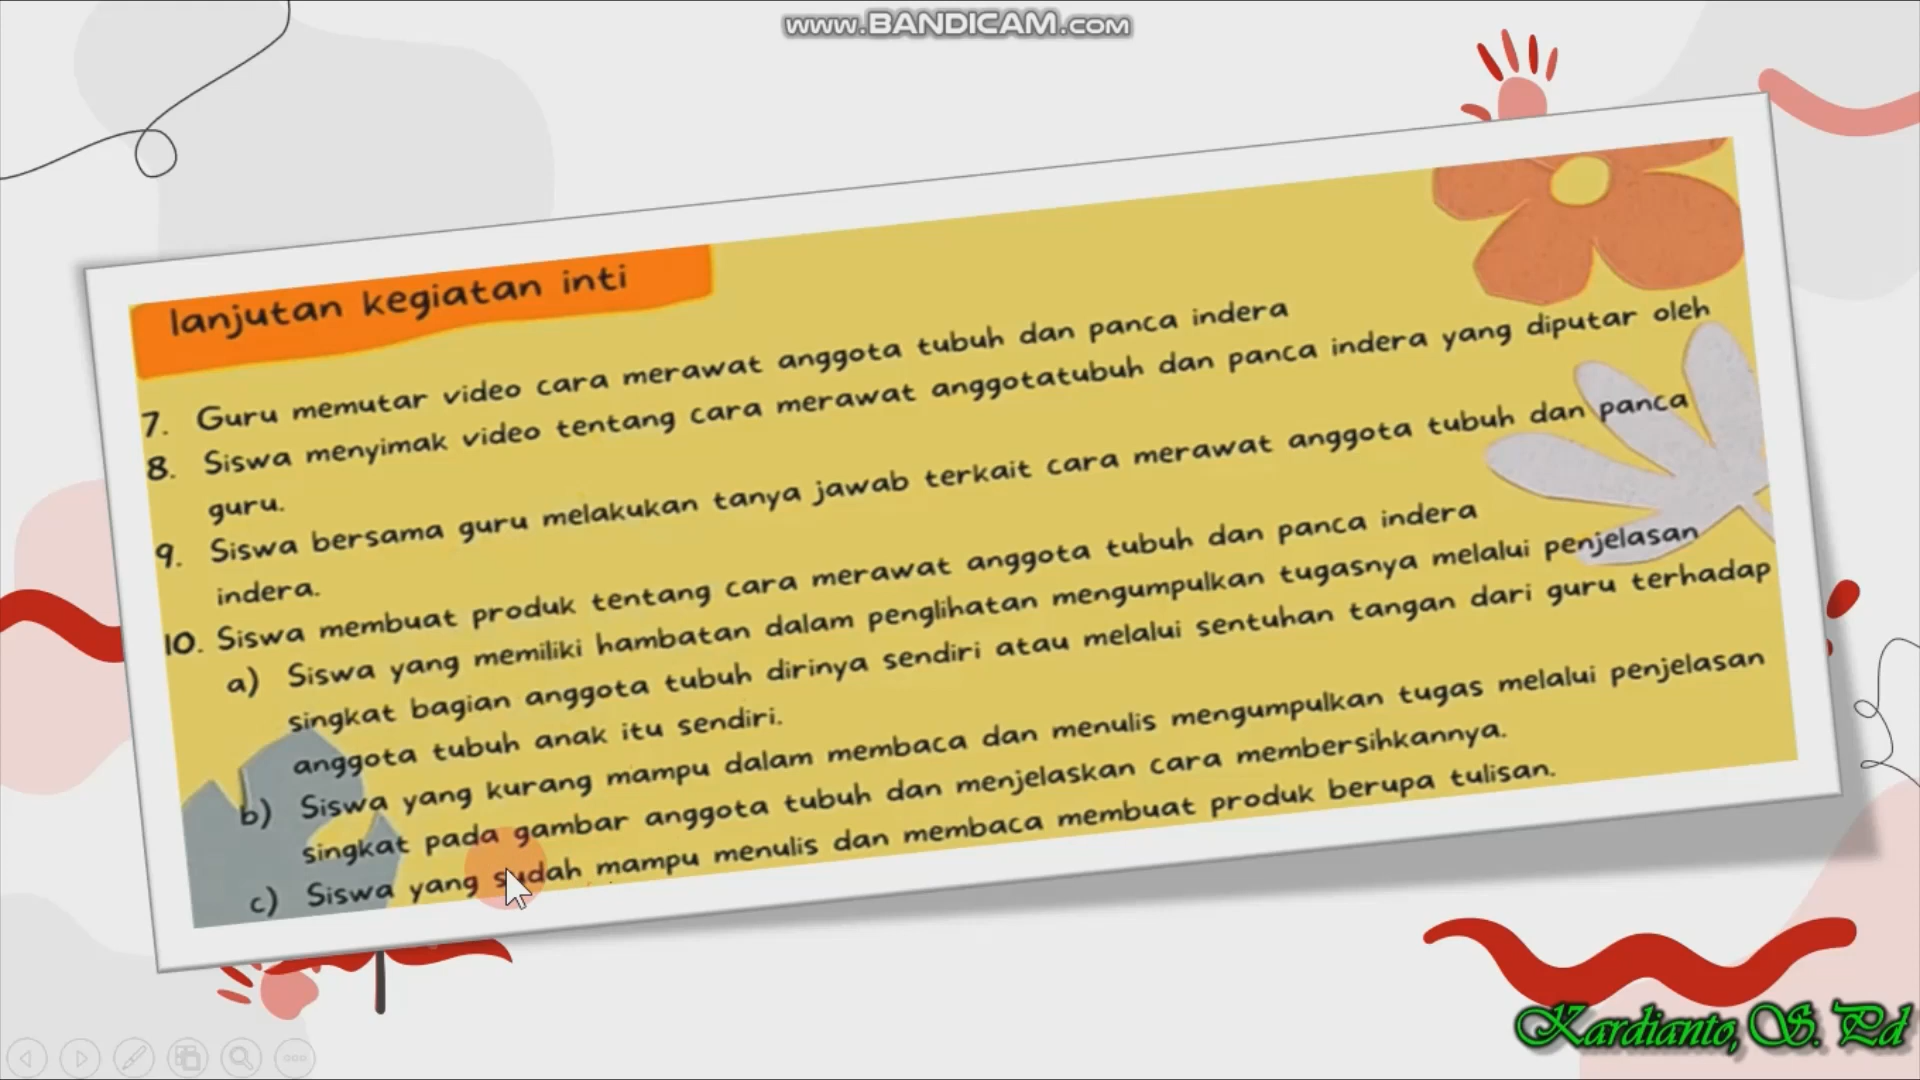 www.BANDICAM.com
lanjutan kegiatan inti
7. Guru memutar video cara merawat anggota tubuh dan panca indera
8. Siswa menyimak video tentang cara merawat anggotatubuh dan panca indera yang diputar oleh
guru.
9. Siswa bersama guru melakukan tanya jawab terkait cara merawat anggota tubuh dan panca
indera.
10. Siswa membuat produk tentang cara merawat anggota tubuh dan panca indera
a) Siswa yang memiliki hambatan dalam penglihatan mengumpulkan tugasnya melalui penjelasan
singkat bagian anggota tubuh dirinya sendiri atau melalui sentuhan tangan dari guru terhadap
anggota tubuh anak itu sendiri.
b) Siswa yang kurang mampu dalam membaca dan menulis mengumpulkan tugas melalui penjelasan
singkat pada gambar anggota tubuh dan menjelaskan cara membersihkannya.
c) Siswa yang sudah mampu menulis dan membaca membuat produk berupa tulisan.
Kardianto, S. Pd